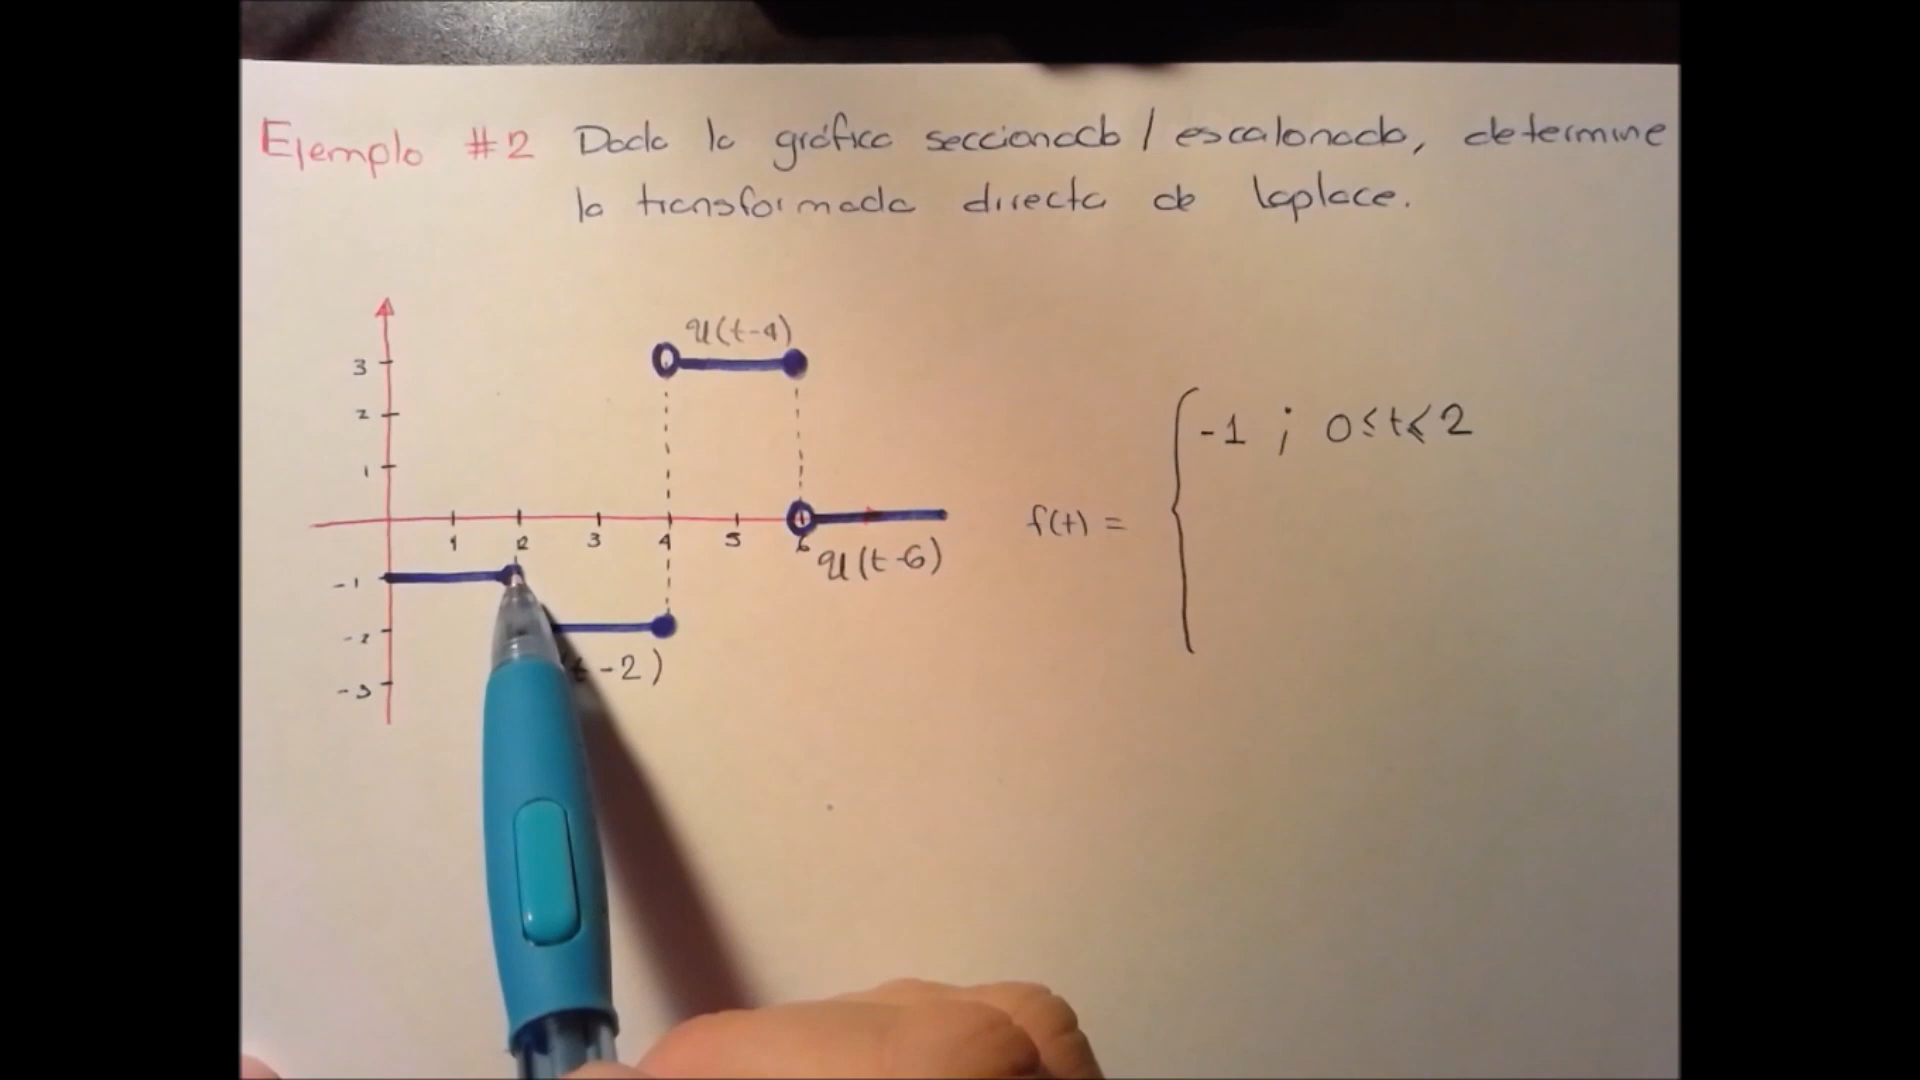 Ejemplo #2 Dada la gráfica seccionada / escalonada, determine
la transformada directa de Laplace.
U(t-4)
3
2
1
1 2 3 4 5 6
U(t-6)
-1
-2
t-2)
-3
f(t) =
-1 ; 0≤t≤2